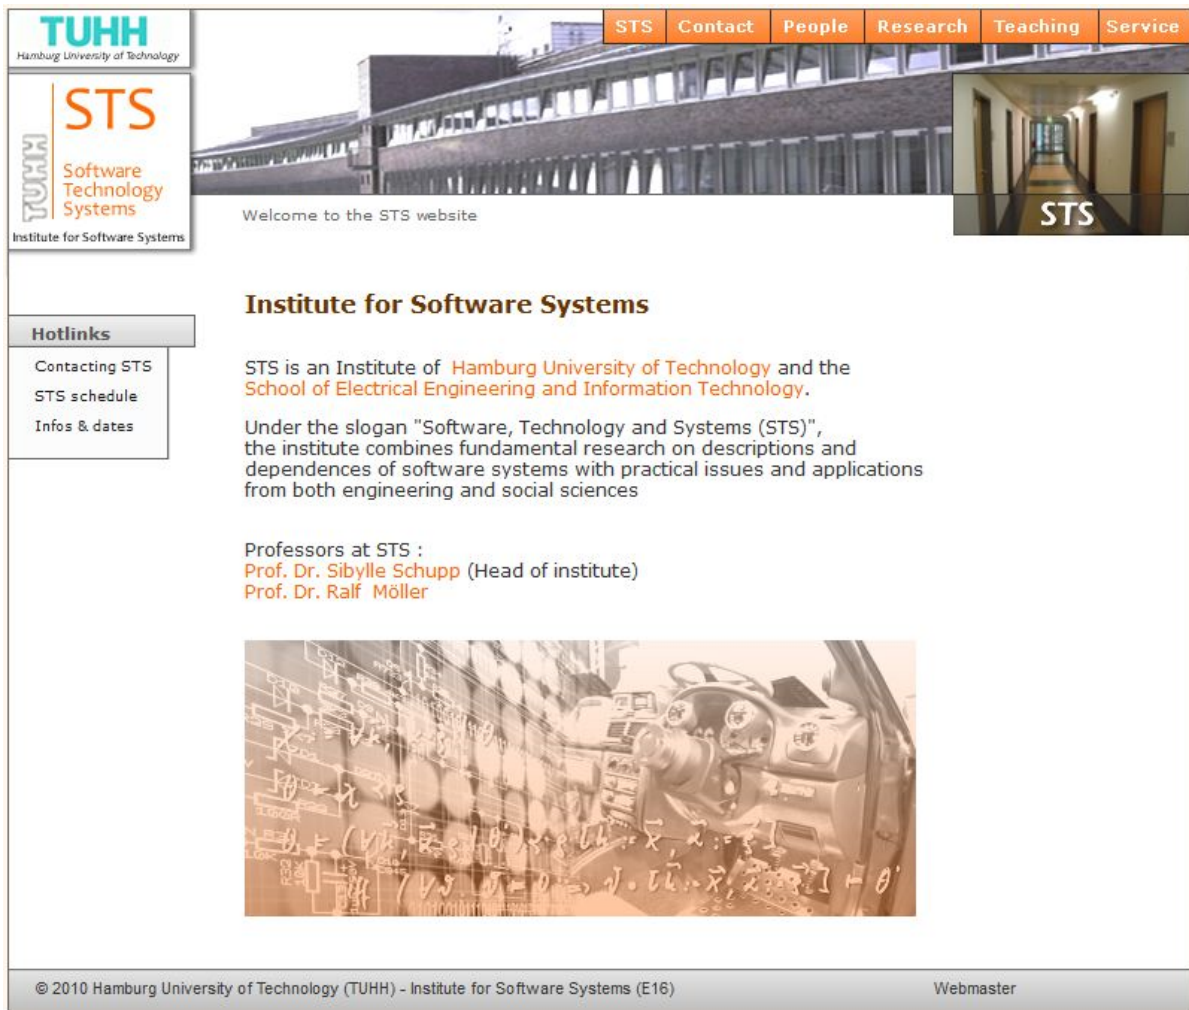 TUHH
Hamburg University of Technology
STS Contact People Research Teaching Service
STS
Software
Technology
Systems
TUHH
Institute for Software Systems
STS
Welcome to the STS website
Hotlinks
Contacting STS
STS schedule
Infos & dates
Institute for Software Systems
STS is an Institute of Hamburg University of Technology and the
School of Electrical Engineering and Information Technology.
Under the slogan "Software, Technology and Systems (STS)",
the institute combines fundamental research on descriptions and
dependences of software systems with practical issues and applications
from both engineering and social sciences
Professors at STS :
Prof. Dr. Sibylle Schupp (Head of institute)
Prof. Dr. Ralf Möller
© 2010 Hamburg University of Technology (TUHH) - Institute for Software Systems (E16) Webmaster